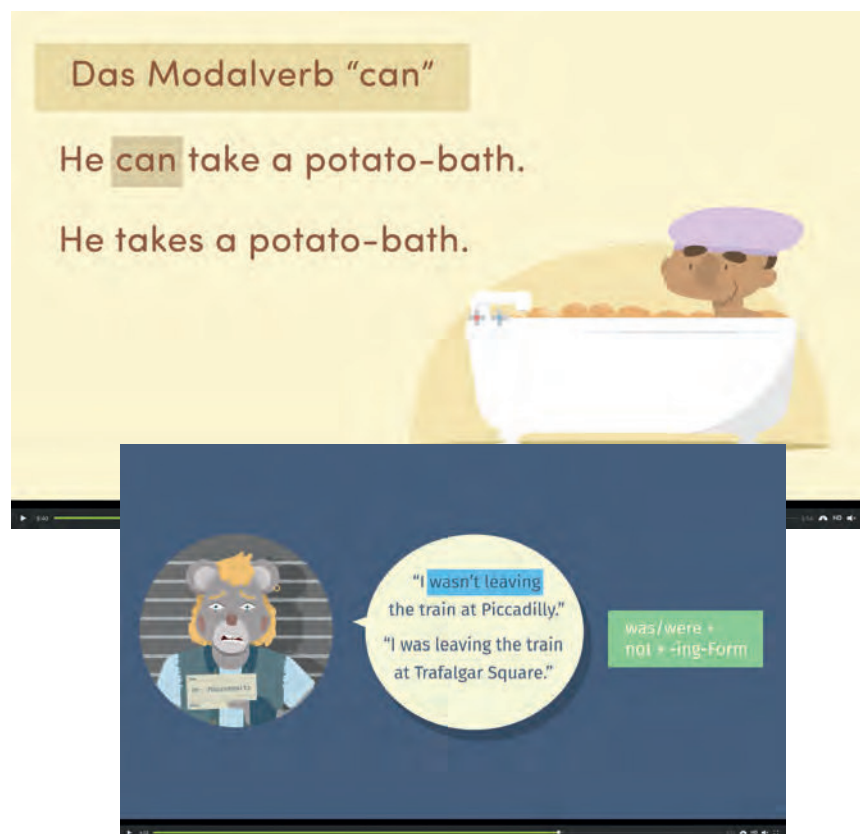 Das Modalverb “can”
He can take a potato-bath.
He takes a potato-bath.
HD
“I wasn’t leaving
the train at Piccadilly.”
“I was leaving the train
at Trafalgar Square.”
was/were +
not + -ing-Form